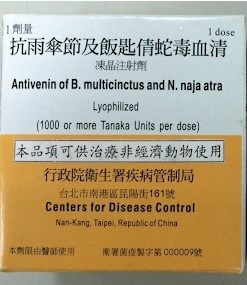 1劑量 1 dose
抗雨傘節及飯匙倩蛇毒血清
凍晶注射劑
Antivenin of B. multicinctus and N. naja atra
Lyophilized
(1000 or more Tanaka Units per dose)
本品項可供治療非經濟動物使用
行政院衛生署疾病管制局
台北市南港區昆陽街161號
Centers for Disease Control
Nan-Kang, Taipei, Republic of China
本劑限由醫師使用 衛署菌疫製字第000009號